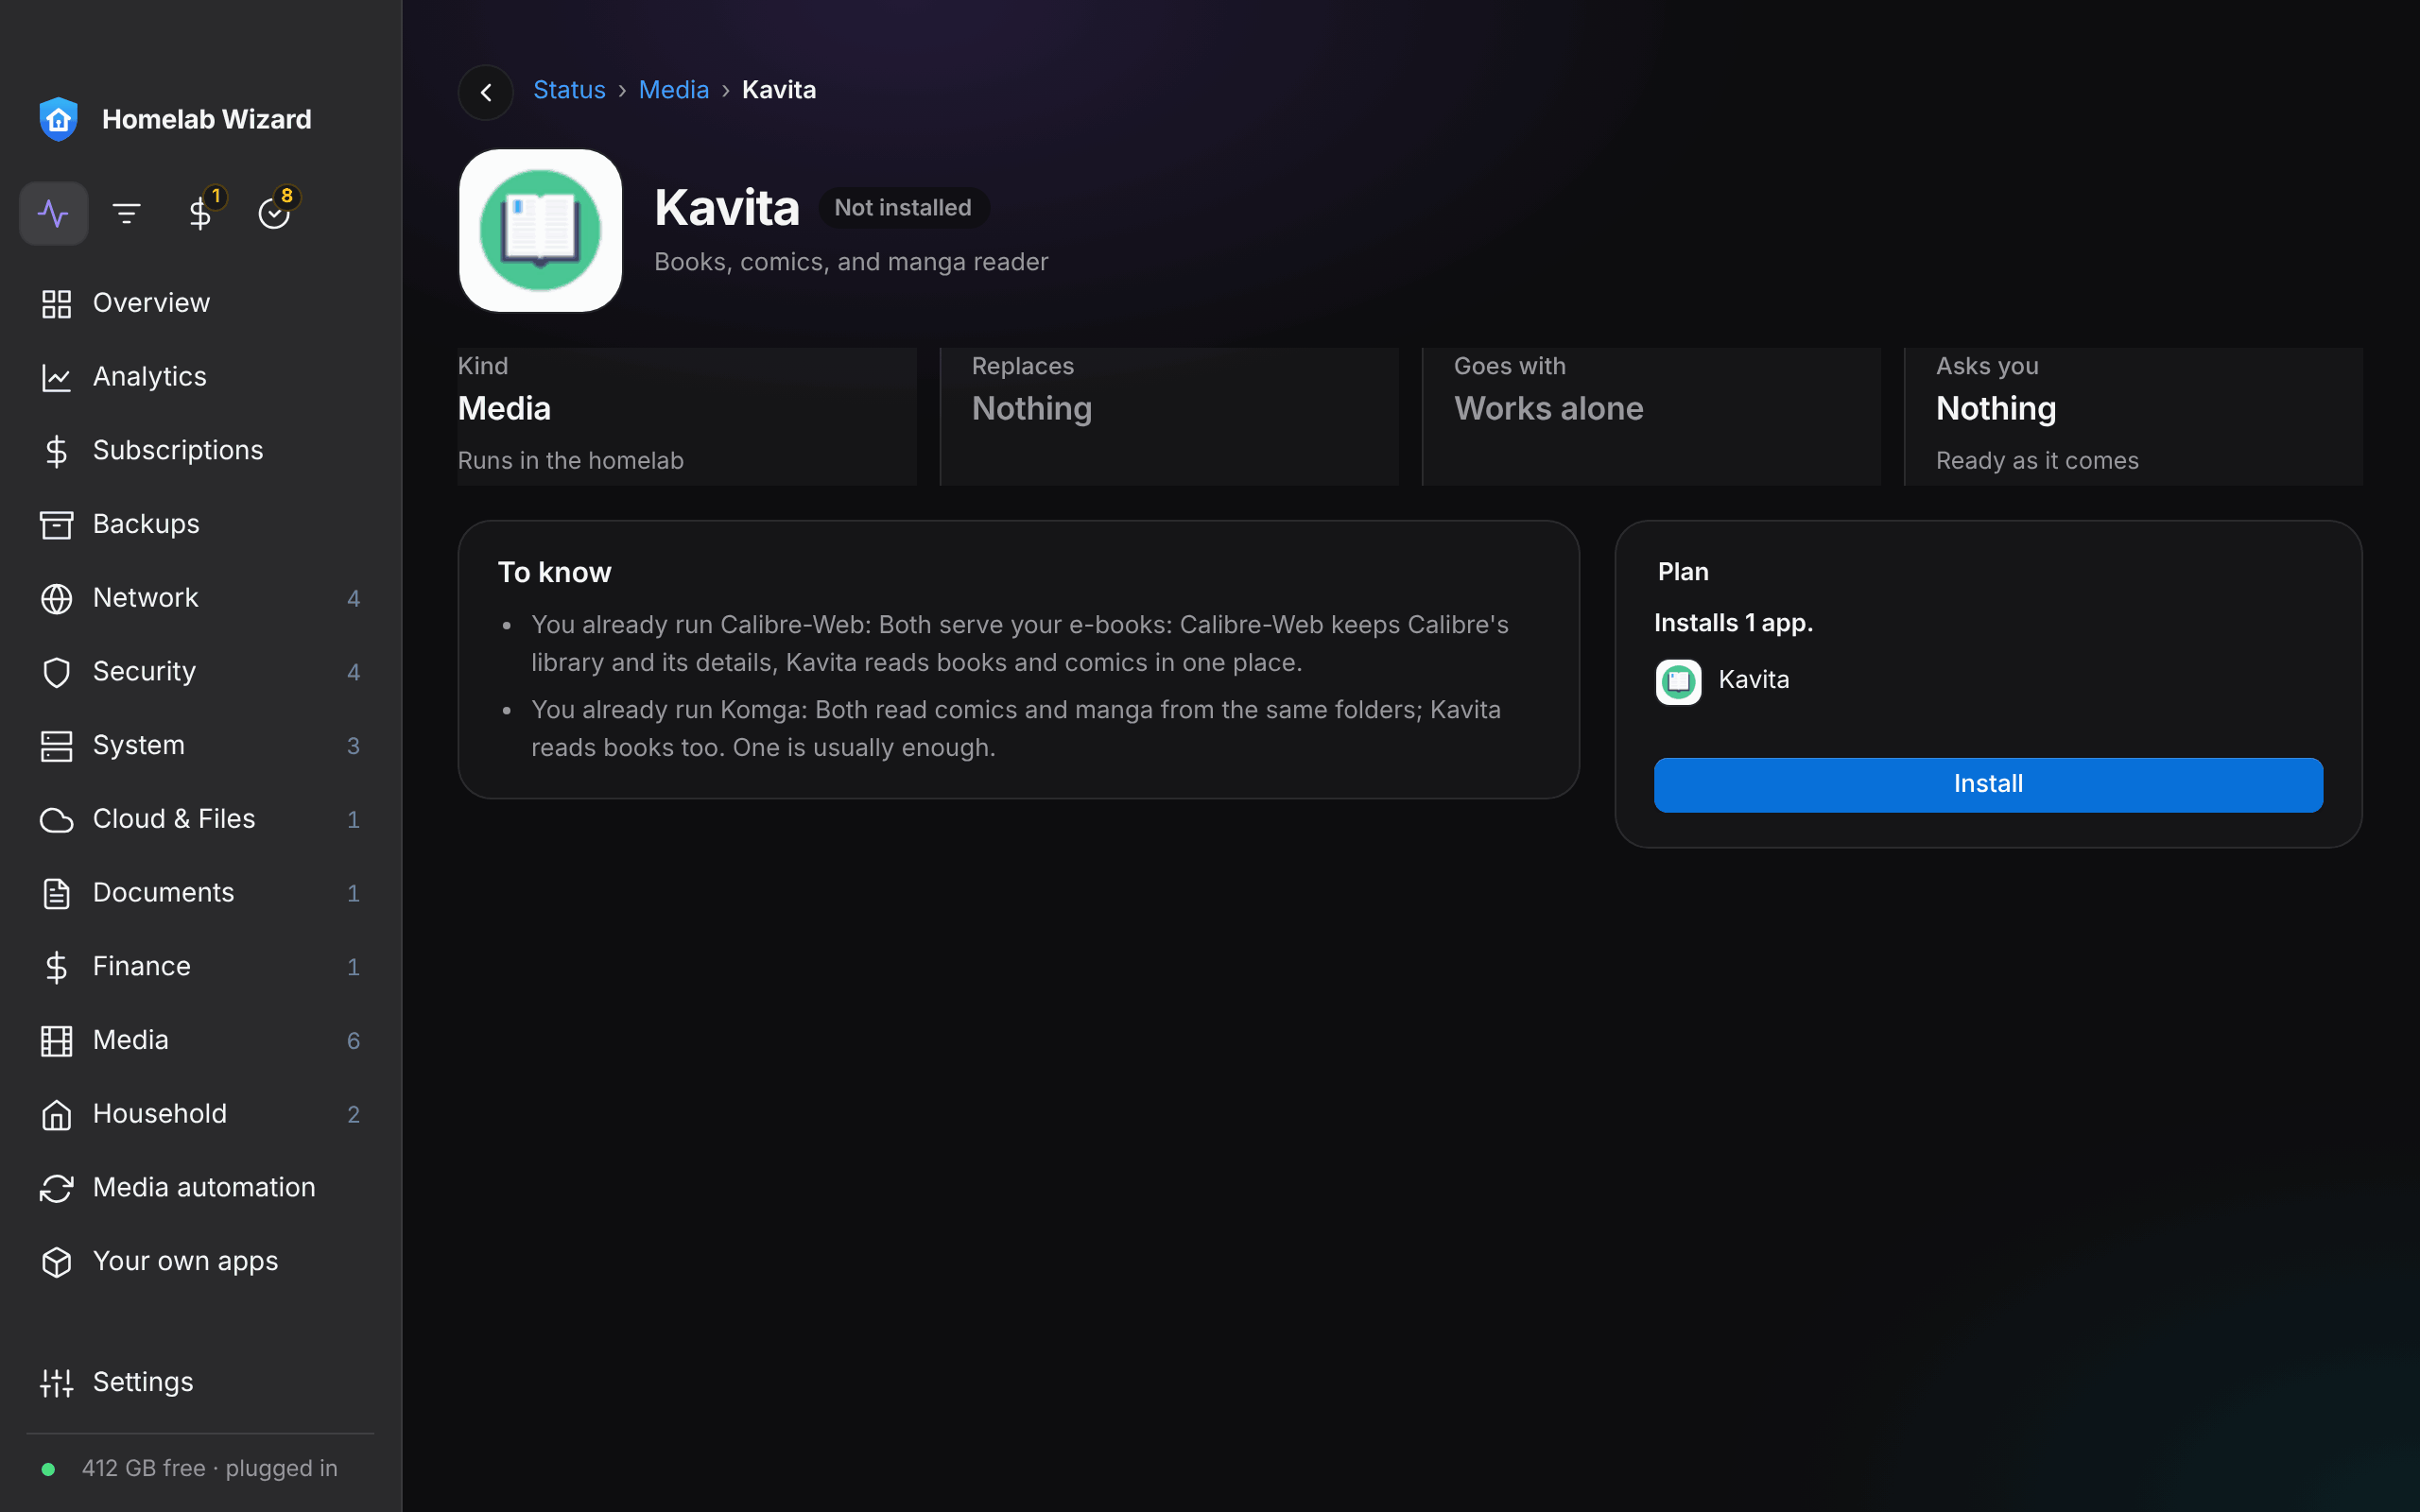 Homelab Wizard
1
8
Overview
Analytics
Subscriptions
Backups
Network 4
Security 4
System 3
Cloud & Files 1
Documents 1
Finance 1
Media 6
Household 2
Media automation
Your own apps
Settings
412 GB free · plugged in
Status › Media › Kavita
Kavita Not installed
Books, comics, and manga reader
Kind
Media
Runs in the homelab
Replaces
Nothing
Goes with
Works alone
Asks you
Nothing
Ready as it comes
To know
• You already run Calibre-Web: Both serve your e-books: Calibre-Web keeps Calibre's
library and its details, Kavita reads books and comics in one place.
• You already run Komga: Both read comics and manga from the same folders; Kavita
reads books too. One is usually enough.
Plan
Installs 1 app.
Kavita
Install